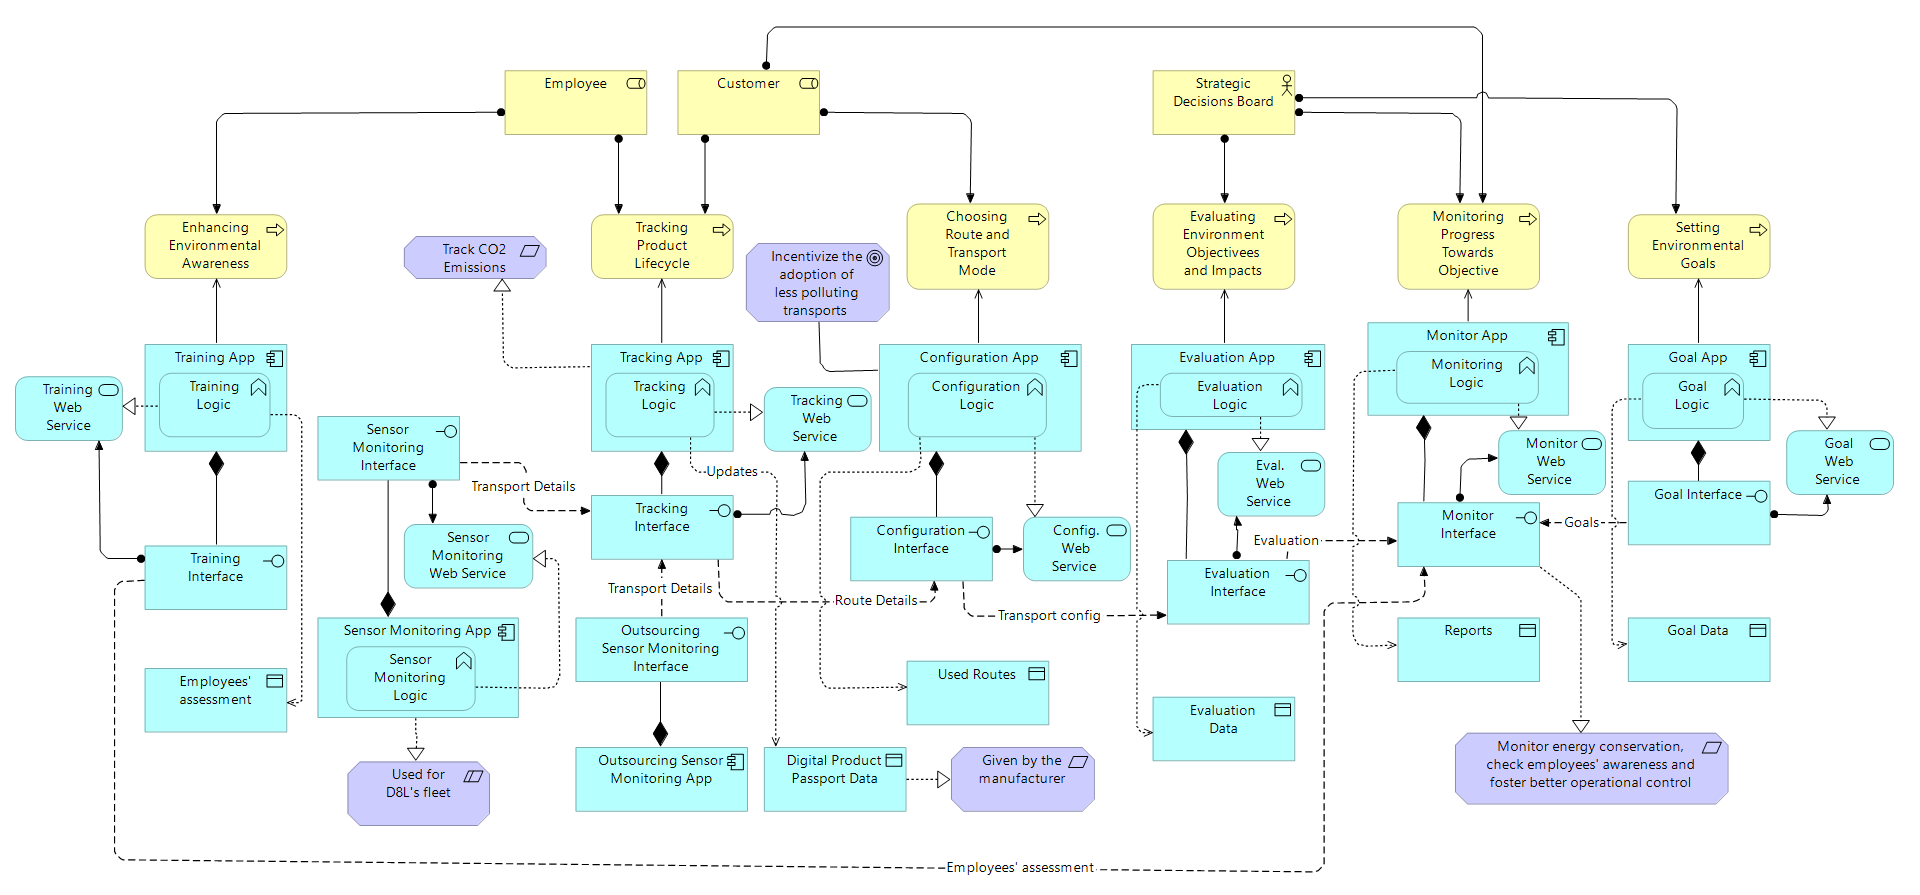 Employee
Customer
Strategic
Decisions Board
Enhancing
Environmental
Awareness
Track CO2
Emissions
Tracking
Product
Lifecycle
Incentivize the
adoption of
less polluting
transports
Choosing
Route and
Transport
Mode
Evaluating
Environment
Objectivees
and Impacts
Monitoring
Progress
Towards
Objective
Setting
Environmental
Goals
Training App
Training
Logic
Training
Web
Service
Tracking App
Tracking
Logic
Tracking
Web
Service
Configuration App
Configuration
Logic
Evaluation App
Evaluation
Logic
Monitor App
Monitoring
Logic
Goal App
Goal
Logic
Sensor
Monitoring
Interface
Transport Details
Updates
Eval.
Web
Service
Monitor
Web
Service
Goal
Web
Service
Goal Interface
Tracking
Interface
Sensor
Monitoring
Web Service
Configuration
Interface
Config.
Web
Service
Evaluation
Monitor
Interface
Goals
Training
Interface
Transport Details
Route Details
Transport config
Evaluation
Interface
Sensor Monitoring App
Sensor
Monitoring
Logic
Outsourcing
Sensor Monitoring
Interface
Reports
Goal Data
Employees'
assessment
Used Routes
Evaluation
Data
Used for
D8L's fleet
Outsourcing Sensor
Monitoring App
Digital Product
Passport Data
Given by the
manufacturer
Monitor energy conservation,
check employees' awareness and
foster better operational control
Employees' assessment